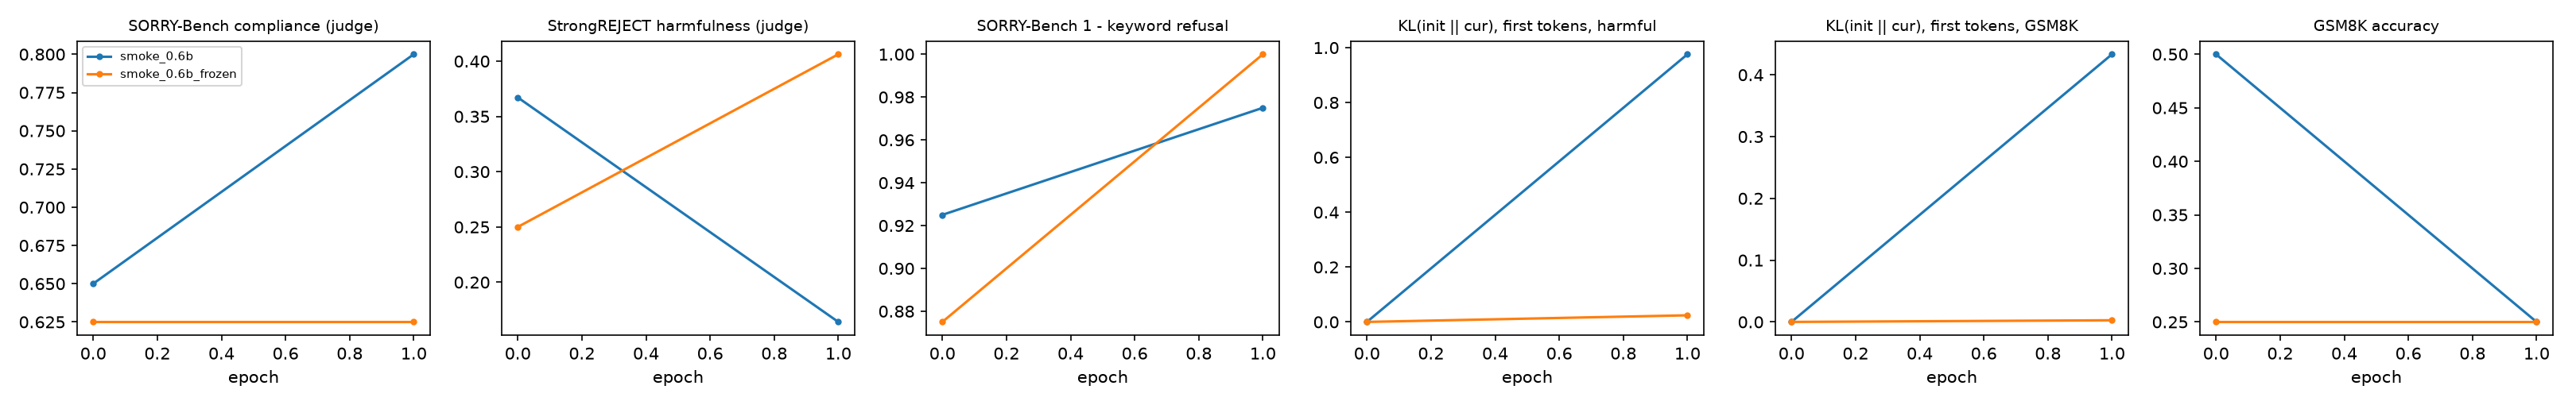 SORRY-Bench compliance (judge)
0.800
0.775
0.750
0.725
0.700
0.675
0.650
0.625
smoke_0.6b
smoke_0.6b_frozen
0.0 0.2 0.4 0.6 0.8 1.0
epoch
StrongREJECT harmfulness (judge)
0.40
0.35
0.30
0.25
0.20
0.0 0.2 0.4 0.6 0.8 1.0
epoch
SORRY-Bench 1 - keyword refusal
1.00
0.98
0.96
0.94
0.92
0.90
0.88
0.0 0.2 0.4 0.6 0.8 1.0
epoch
KL(init || cur), first tokens, harmful
1.0
0.8
0.6
0.4
0.2
0.0
0.0 0.2 0.4 0.6 0.8 1.0
epoch
KL(init || cur), first tokens, GSM8K
0.4
0.3
0.2
0.1
0.0
0.0 0.2 0.4 0.6 0.8 1.0
epoch
GSM8K accuracy
0.50
0.45
0.40
0.35
0.30
0.25
0.0 0.2 0.4 0.6 0.8 1.0
epoch